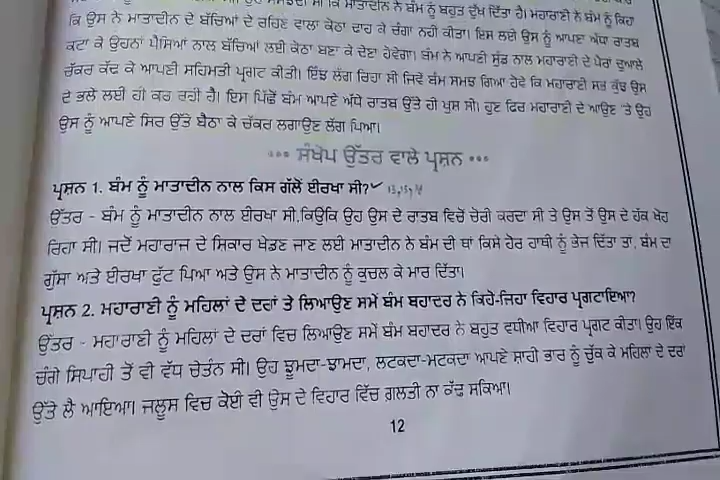 ਕਿ ਉਸ ਨੇ ਮਾਤਾਦੀਨ ਦੇ ਬੱਚਿਆਂ ਦੇ ਰਹਿਣ ਵਾਲਾ ਕੋਠਾ ਢਾਹ ਕੇ ਚੰਗਾ ਨਹੀਂ ਕੀਤਾ। ਇਸ ਲਈ ਉਸ ਨੂੰ ਆਪਣਾ ਅੱਧਾ ਰਾਤਬ
ਕਟਾ ਕੇ ਉਹਨਾਂ ਪੈਸਿਆਂ ਨਾਲ ਬੱਚਿਆਂ ਲਈ ਕੋਠਾ ਬਣਾ ਕੇ ਦੇਣਾ ਹੋਵੇਗਾ। ਬੰਮ ਨੇ ਆਪਣੀ ਸੁੰਡ ਨਾਲ ਮਹਾਰਾਣੀ ਦੇ ਪੈਰਾਂ ਦੁਆਲੇ
ਚੱਕਰ ਕੱਟ ਕੇ ਆਪਣੀ ਸਹਿਮਤੀ ਪ੍ਰਗਟ ਕੀਤੀ। ਇੰਝ ਲੱਗ ਰਿਹਾ ਸੀ ਜਿਵੇਂ ਬੰਮ ਸਮਝ ਗਿਆ ਹੋਵੇ ਕਿ ਮਹਾਰਾਣੀ ਸਭ ਕੁੱਝ ਉਸ
ਦੇ ਭਲੇ ਲਈ ਹੀ ਕਰ ਰਹੀ ਹੈ। ਇਸ ਪਿੱਛੋਂ ਬੰਮ ਆਪਣੇ ਅੱਧੇ ਰਾਤਬ ਉੱਤੇ ਹੀ ਖੁਸ਼ ਸੀ। ਹੁਣ ਫਿਰ ਮਹਾਰਾਣੀ ਦੇ ਆਉਣ 'ਤੇ ਉਹ
ਉਸ ਨੂੰ ਆਪਣੇ ਸਿਰ ਉੱਤੇ ਬੈਠਾ ਕੇ ਚੱਕਰ ਲਗਾਉਣ ਲੱਗ ਪਿਆ।
••• ਸੰਖੇਪ ਉੱਤਰ ਵਾਲੇ ਪ੍ਰਸ਼ਨ •••
ਪ੍ਰਸ਼ਨ 1. ਬੰਮ ਨੂੰ ਮਾਤਾਦੀਨ ਨਾਲ ਕਿਸ ਗੱਲੋਂ ਈਰਖਾ ਸੀ?
ਉੱਤਰ - ਬੰਮ ਨੂੰ ਮਾਤਾਦੀਨ ਨਾਲ ਈਰਖਾ ਸੀ, ਕਿਉਂਕਿ ਉਹ ਉਸ ਦੇ ਰਾਤਬ ਵਿਚੋਂ ਚੋਰੀ ਕਰਦਾ ਸੀ ਤੇ ਉਸ ਤੋਂ ਉਸ ਦੇ ਹੱਕ ਖੋਹ
ਰਿਹਾ ਸੀ। ਜਦੋਂ ਮਹਾਰਾਜ ਦੇ ਸ਼ਿਕਾਰ ਖੇਡਣ ਜਾਣ ਲਈ ਮਾਤਾਦੀਨ ਨੇ ਬੰਮ ਦੀ ਥਾਂ ਕਿਸੇ ਹੋਰ ਹਾਥੀ ਨੂੰ ਭੇਜ ਦਿੱਤਾ ਤਾਂ, ਬੰਮ ਦਾ
ਗੁੱਸਾ ਅਤੇ ਈਰਖਾ ਫੁੱਟ ਪਿਆ ਅਤੇ ਉਸ ਨੇ ਮਾਤਾਦੀਨ ਨੂੰ ਕੁਚਲ ਕੇ ਮਾਰ ਦਿੱਤਾ।
ਪ੍ਰਸ਼ਨ 2. ਮਹਾਰਾਣੀ ਨੂੰ ਮਹਿਲਾਂ ਦੇ ਦਰਾਂ ਤੇ ਲਿਆਉਣ ਸਮੇਂ ਬੰਮ ਬਹਾਦਰ ਨੇ ਕਿਹੋ-ਜਿਹਾ ਵਿਹਾਰ ਪ੍ਰਗਟਾਇਆ?
ਉੱਤਰ - ਮਹਾਰਾਣੀ ਨੂੰ ਮਹਿਲਾਂ ਦੇ ਦਰਾਂ ਵਿਚ ਲਿਆਉਣ ਸਮੇਂ ਬੰਮ ਬਹਾਦਰ ਨੇ ਬਹੁਤ ਵਧੀਆ ਵਿਹਾਰ ਪ੍ਰਗਟ ਕੀਤਾ। ਉਹ ਇੱਕ
ਚੰਗੇ ਸਿਪਾਹੀ ਤੋਂ ਵੀ ਵੱਧ ਚੇਤੰਨ ਸੀ। ਉਹ ਝੂਮਦਾ-ਝਾਮਦਾ, ਲਟਕਦਾ-ਮਟਕਦਾ ਆਪਣੇ ਸ਼ਾਹੀ ਭਾਰ ਨੂੰ ਚੁੱਕ ਕੇ ਮਹਿਲਾਂ ਦੇ ਦਰਾਂ
ਉੱਤੇ ਲੈ ਆਇਆ। ਜਲੂਸ ਵਿਚ ਕੋਈ ਵੀ ਉਸ ਦੇ ਵਿਹਾਰ ਵਿੱਚ ਗ਼ਲਤੀ ਨਾ ਕੱਢ ਸਕਿਆ।
12